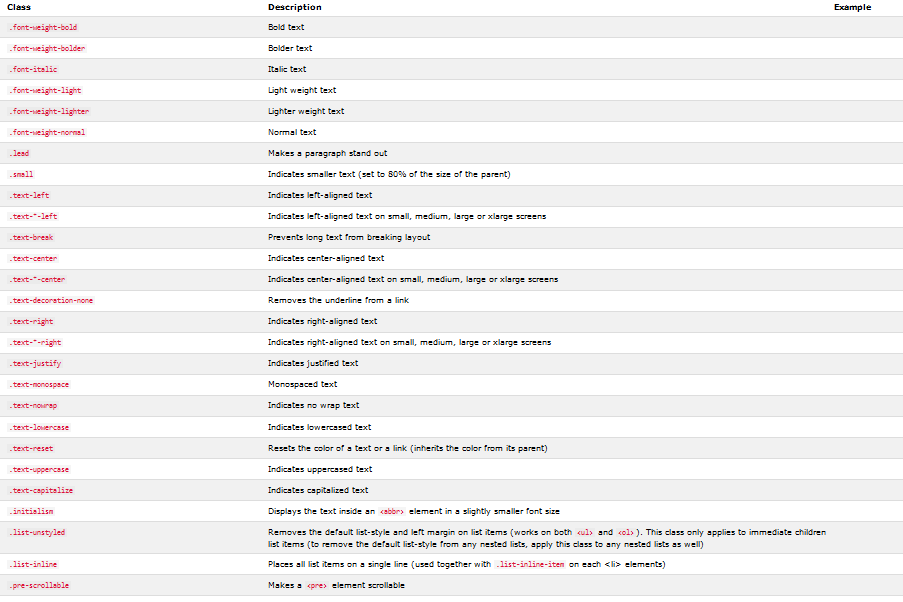 Class Description Example
.font-weight-bold Bold text
.font-weight-bolder Bolder text
.font-italic Italic text
.font-weight-light Light weight text
.font-weight-lighter Lighter weight text
.font-weight-normal Normal text
.lead Makes a paragraph stand out
.small Indicates smaller text (set to 80% of the size of the parent)
.text-left Indicates left-aligned text
.text-*-left Indicates left-aligned text on small, medium, large or xlarge screens
.text-break Prevents long text from breaking layout
.text-center Indicates center-aligned text
.text-*-center Indicates center-aligned text on small, medium, large or xlarge screens
.text-decoration-none Removes the underline from a link
.text-right Indicates right-aligned text
.text-*-right Indicates right-aligned text on small, medium, large or xlarge screens
.text-justify Indicates justified text
.text-monospace Monospaced text
.text-nowrap Indicates no wrap text
.text-lowercase Indicates lowercased text
.text-reset Resets the color of a text or a link (inherits the color from its parent)
.text-uppercase Indicates uppercased text
.text-capitalize Indicates capitalized text
.initialism Displays the text inside an <abbr> element in a slightly smaller font size
.list-unstyled Removes the default list-style and left margin on list items (works on both <ul> and <ol>). This class only applies to immediate children
list items (to remove the default list-style from any nested lists, apply this class to any nested lists as well)
.list-inline Places all list items on a single line (used together with .list-inline-item on each <li> elements)
.pre-scrollable Makes a <pre> element scrollable